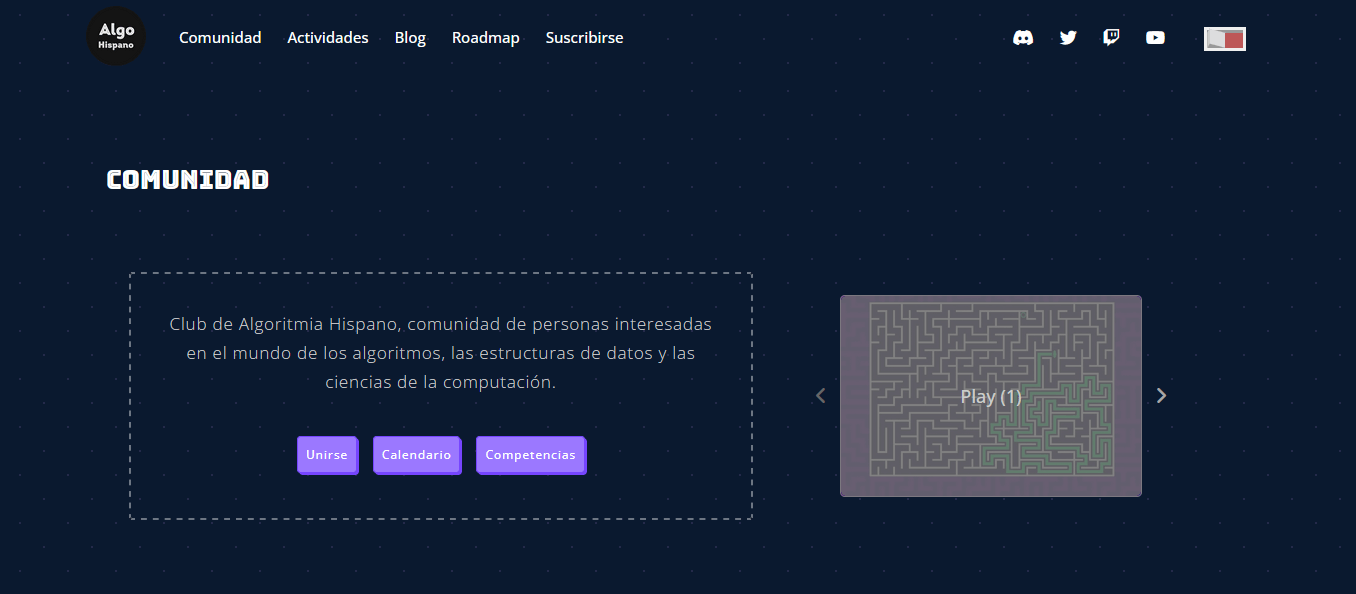 Algo
Hispano
Comunidad
Actividades
Blog
Roadmap
Suscribirse
COMUNIDAD
Club de Algoritmia Hispano, comunidad de personas interesadas
en el mundo de los algoritmos, las estructuras de datos y las
ciencias de la computación.
Unirse
Calendario
Competencias
Play (1)